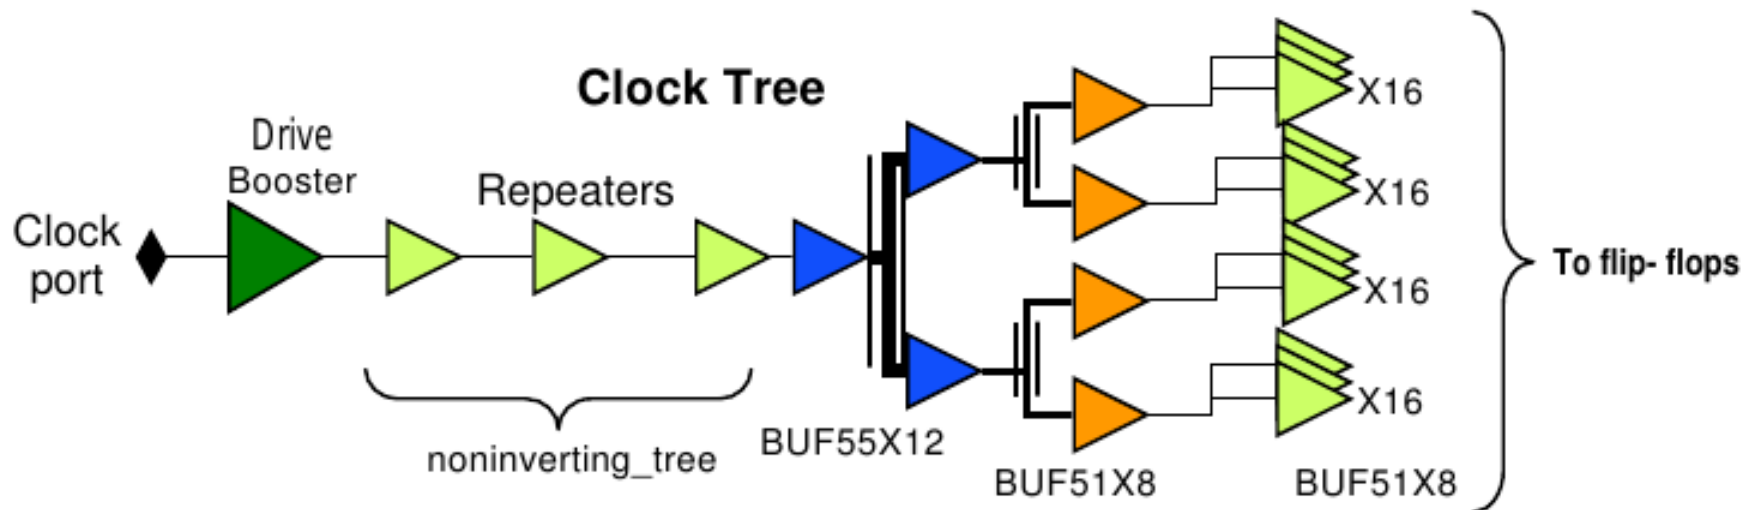 Clock Tree
Drive
Booster
Repeaters
Clock
port
X16
X16
X16
X16
To flip- flops
noninverting_tree
BUF55X12
BUF51X8
BUF51X8